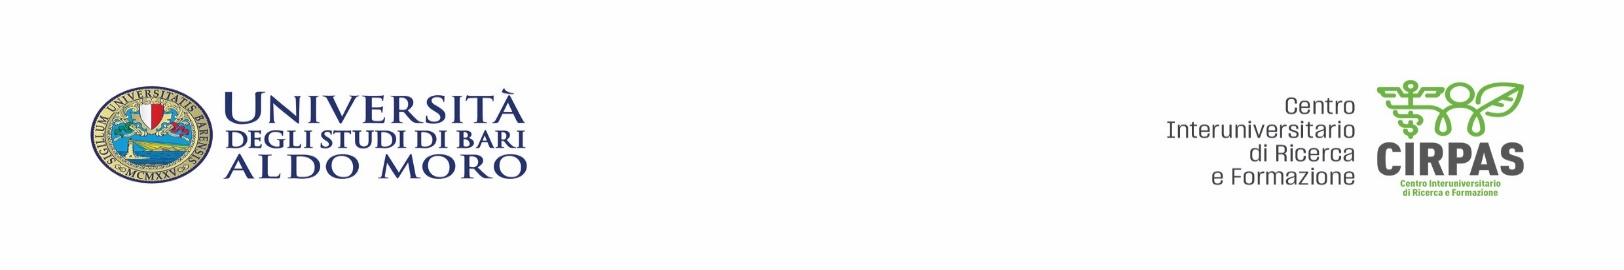 SIGILLUM UNIVERSITATIS BARENSIS
MCMXXV
UNIVERSITÀ
DEGLI STUDI DI BARI
ALDO MORO
Centro
Interuniversitario
di Ricerca
e Formazione
CIRPAS
Centro Interuniversitario
di Ricerca e Formazione